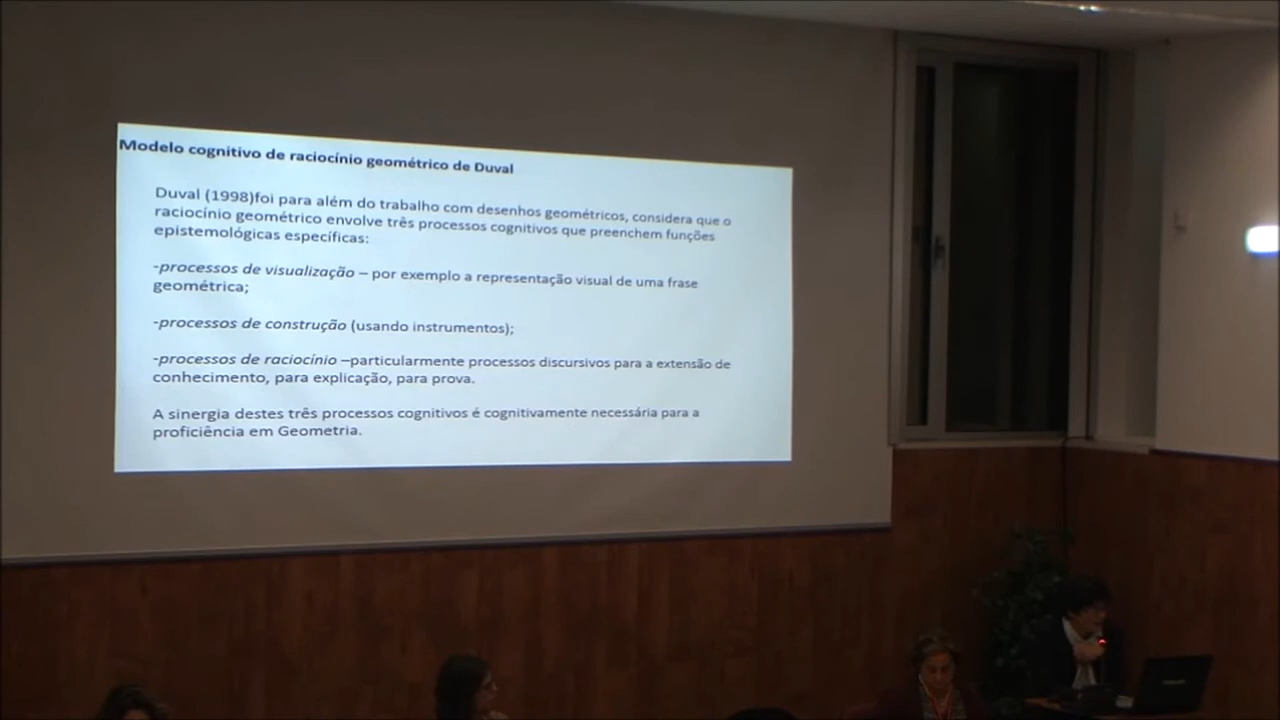 Modelo cognitivo de raciocínio geométrico de Duval
Duval (1998)foi para além do trabalho com desenhos geométricos, considera que o
raciocínio geométrico envolve três processos cognitivos que preenchem funções
epistemológicas específicas:
-processos de visualização – por exemplo a representação visual de uma frase
geométrica;
-processos de construção (usando instrumentos);
-processos de raciocínio –particularmente processos discursivos para a extensão de
conhecimento, para explicação, para prova.
A sinergia destes três processos cognitivos é cognitivamente necessária para a
proficiência em Geometria.